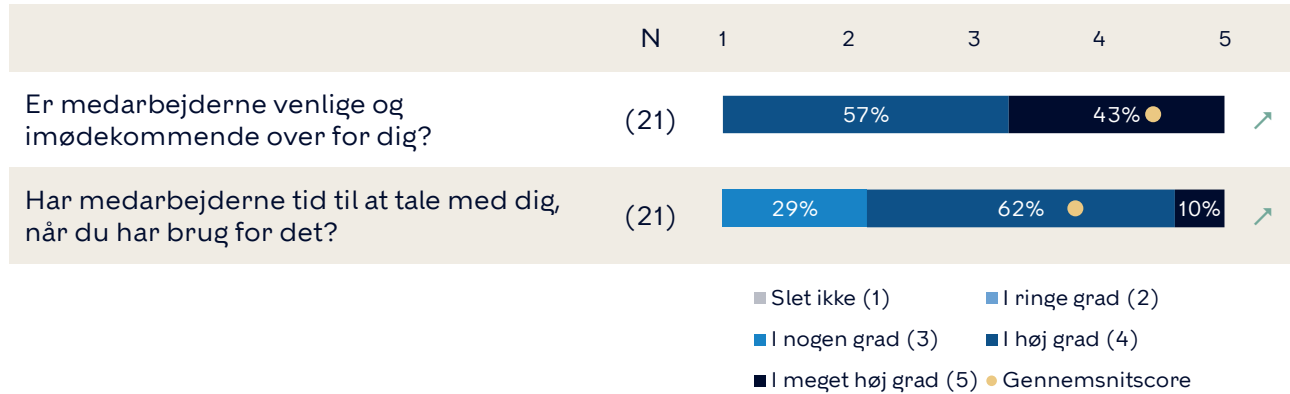 N 1 2 3 4 5
Er medarbejderne venlige og
imødekommende over for dig?
(21) 57% 43%
Har medarbejderne tid til at tale med dig,
når du har brug for det?
(21) 29% 62% 10%
Slet ikke (1) I ringe grad (2)
I nogen grad (3) I høj grad (4)
I meget høj grad (5) Gennemsnitscore